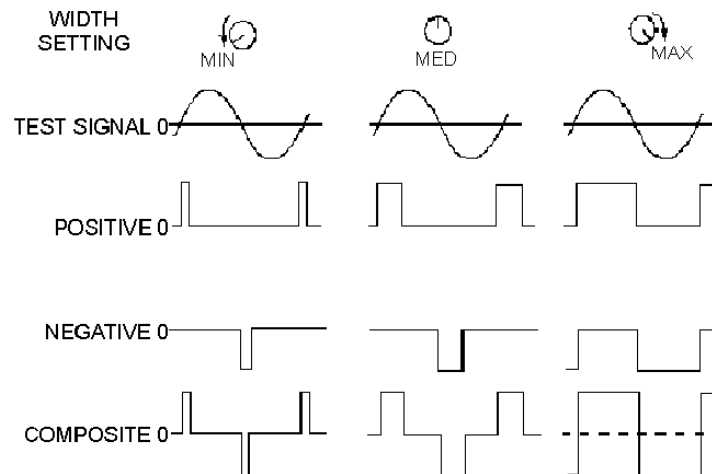 WIDTH
SETTING
MIN
MED
MAX
TEST SIGNAL 0
POSITIVE 0
NEGATIVE 0
COMPOSITE 0